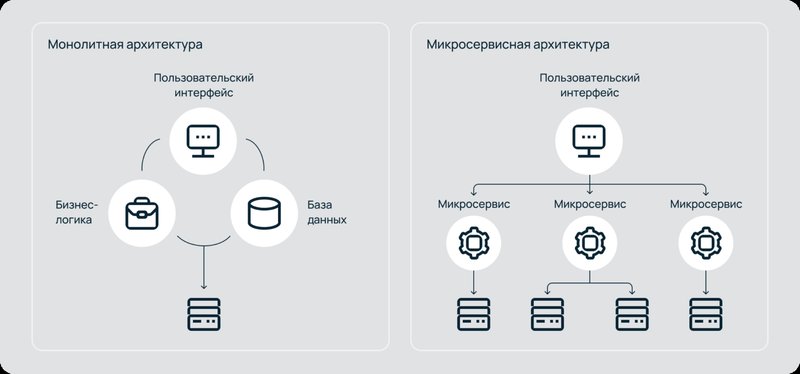 Монолитная архитектура
Пользовательский
интерфейс
Бизнес-
логика
База
данных
Микросервисная архитектура
Пользовательский
интерфейс
Микросервис
Микросервис
Микросервис